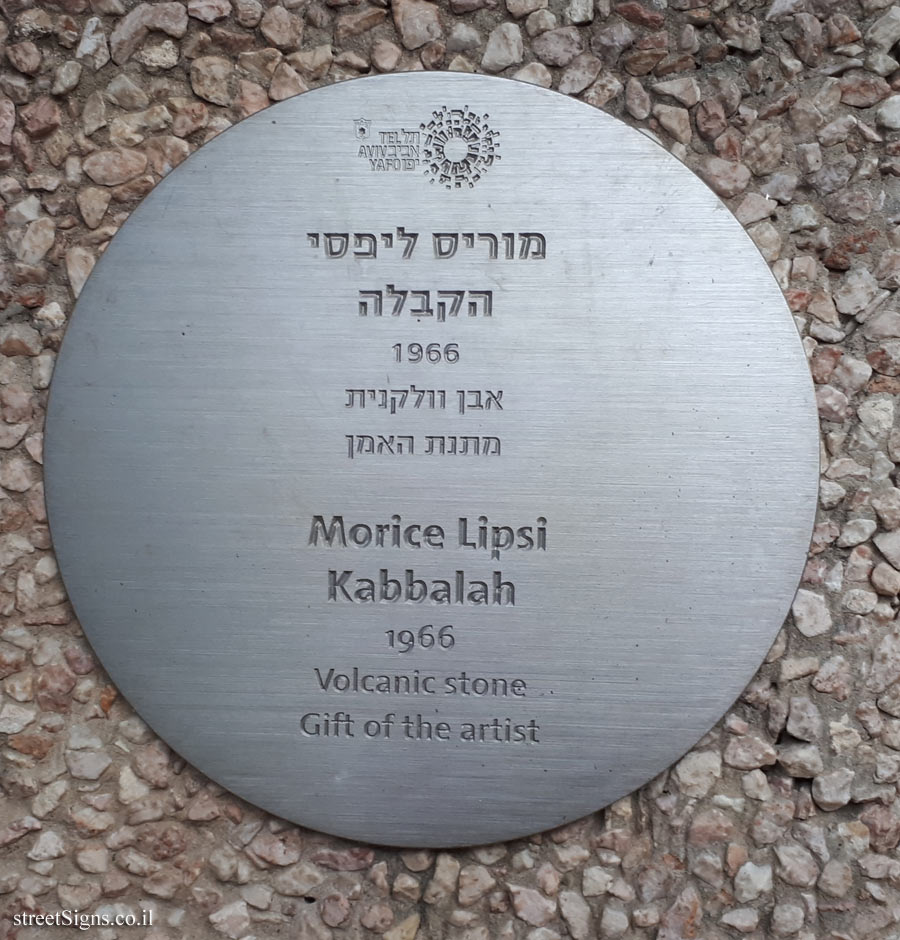 TEL תל
AVIV אביב
YAFO יפו
מוריס ליפסי
הקבלה
1966
אבן וולקנית
מתנת האמן
Morice Lipsi
Kabbalah
1966
Volcanic stone
Gift of the artist
streetSigns.co.il